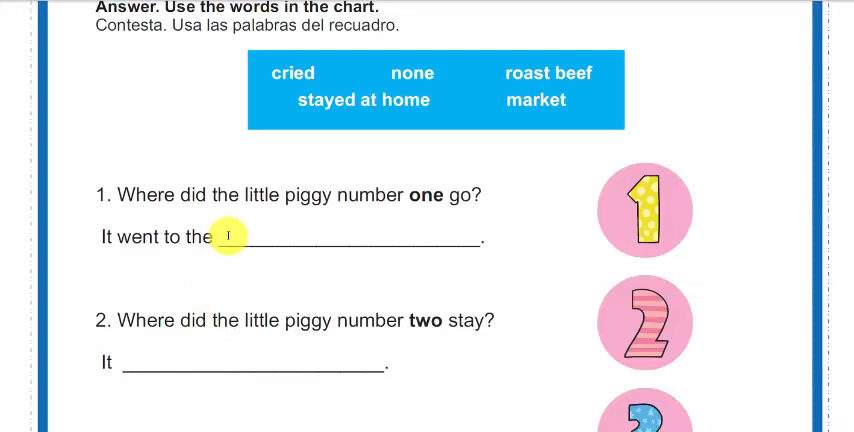 Answer. Use the words in the chart.
Contesta. Usa las palabras del recuadro.
cried none roast beef
stayed at home market
1. Where did the little piggy number one go?
It went to the ________________________.
1
2. Where did the little piggy number two stay?
2
It ________________________.